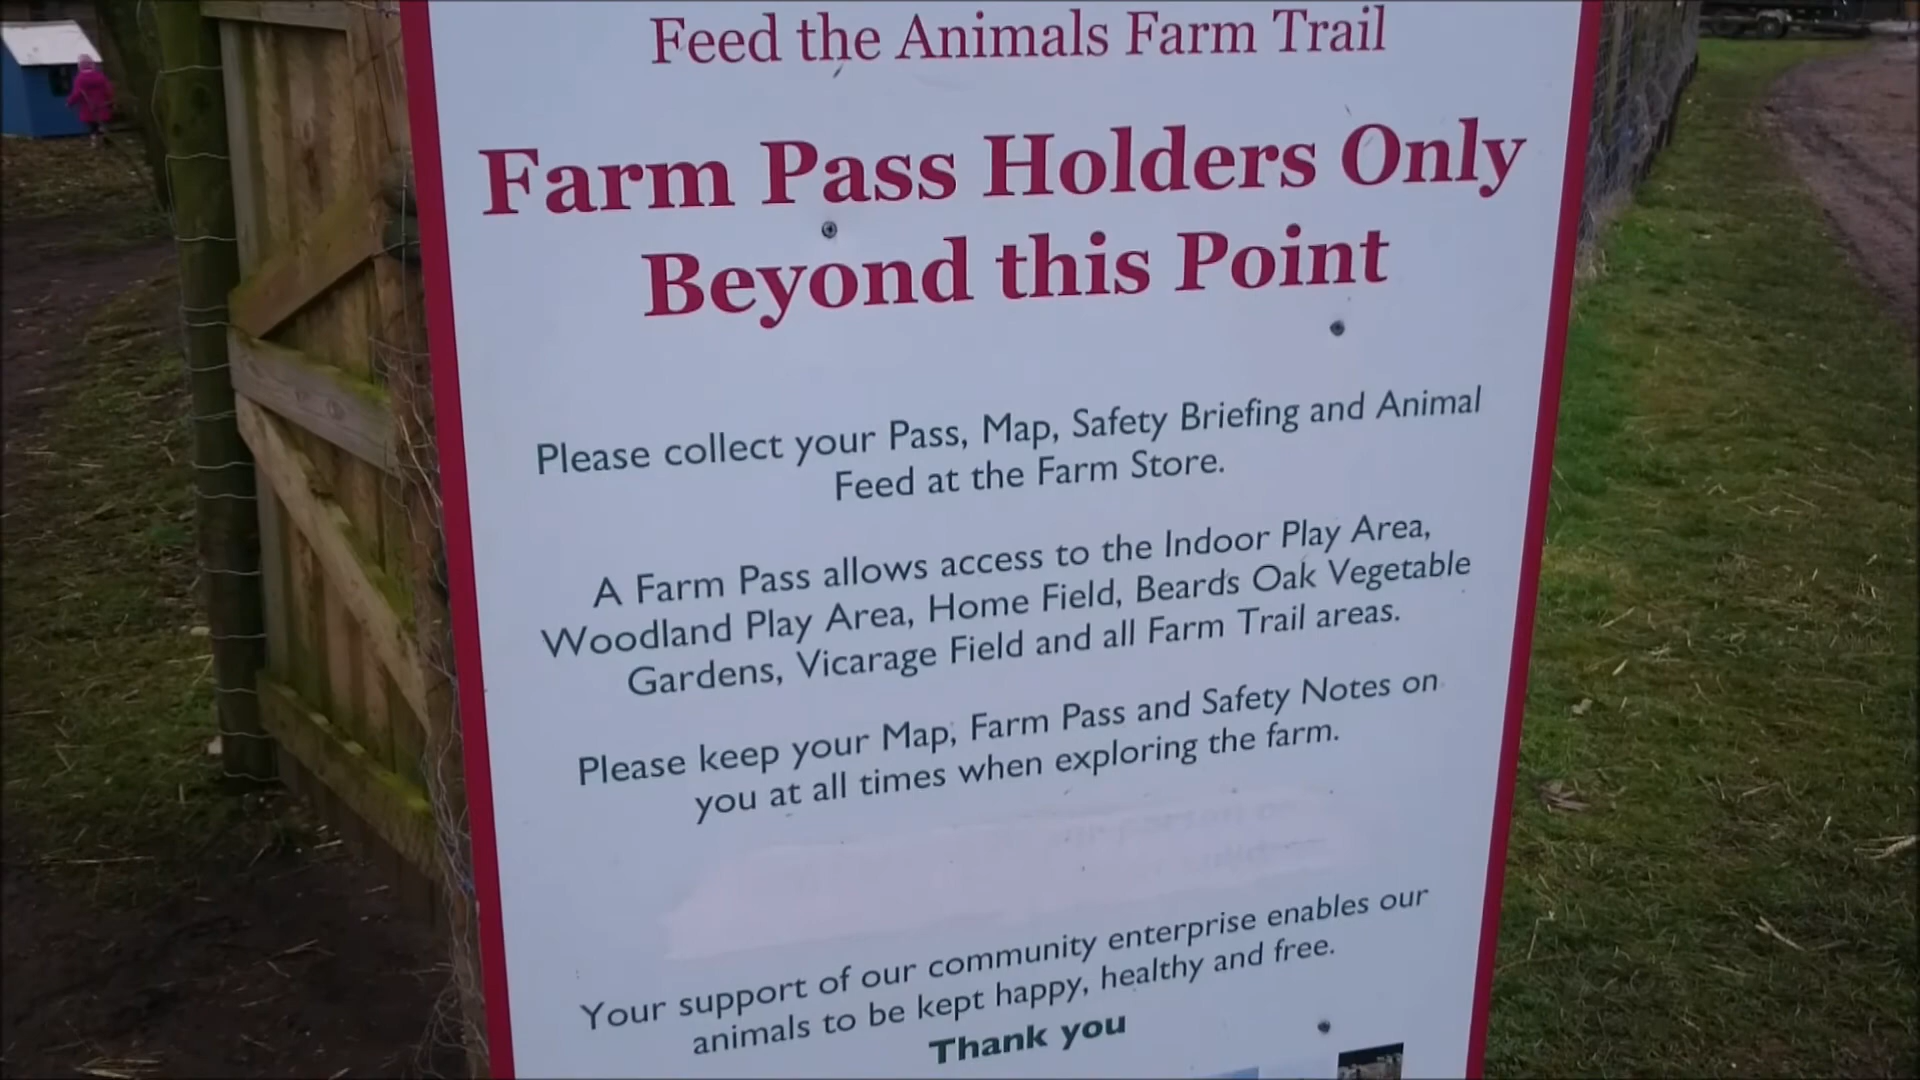 Feed the Animals Farm Trail
Farm Pass Holders Only
Beyond this Point
Please collect your Pass, Map, Safety Briefing and Animal
Feed at the Farm Store.
A Farm Pass allows access to the Indoor Play Area,
Woodland Play Area, Home Field, Beards Oak Vegetable
Gardens, Vicarage Field and all Farm Trail areas.
Please keep your Map, Farm Pass and Safety Notes on
you at all times when exploring the farm.
Your support of our community enterprise enables our
animals to be kept happy, healthy and free.
Thank you